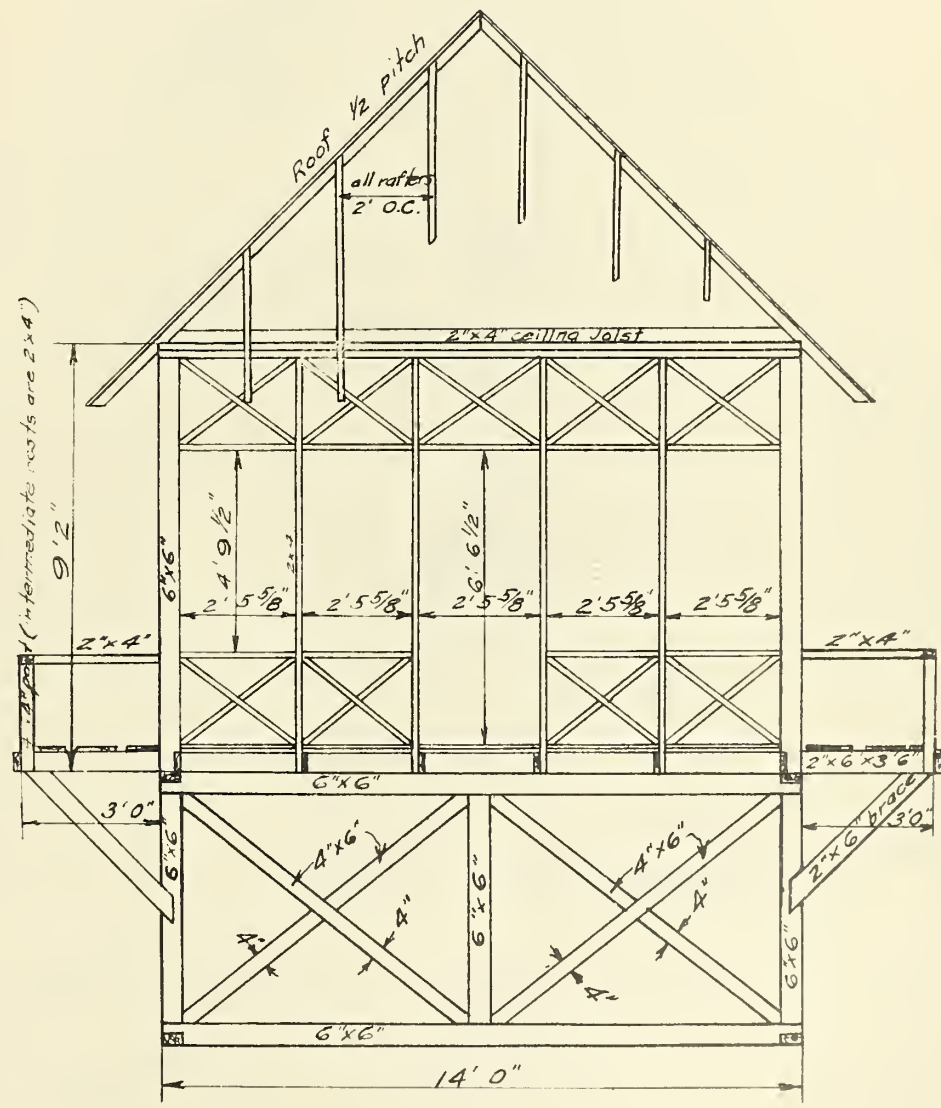 Roof 1/2 pitch
all rafters
2' O.C.
2"x4" ceiling Joist
post (intermediate posts are 2x4")
9' 2"
6"x6"
4' 9 1/2"
2x4
6' 6 1/2"
2' 5 5/8"
2' 5 5/8"
2' 5 5/8"
2' 5 5/8"
2' 5 5/8"
2"x4"
2"x4"
2"x6x3'6"
6"x6"
3' 0"
3' 0"
2"x6" brace
6"x6"
4"x6"
4"
4"
6"x6"
4"x6"
4"
4"
6"x6"
6"x6"
14' 0"